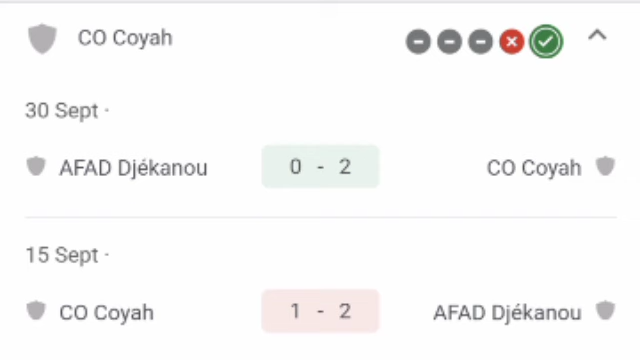 CO Coyah
30 Sept ·
AFAD Djékanou 0 - 2 CO Coyah
15 Sept ·
CO Coyah 1 - 2 AFAD Djékanou